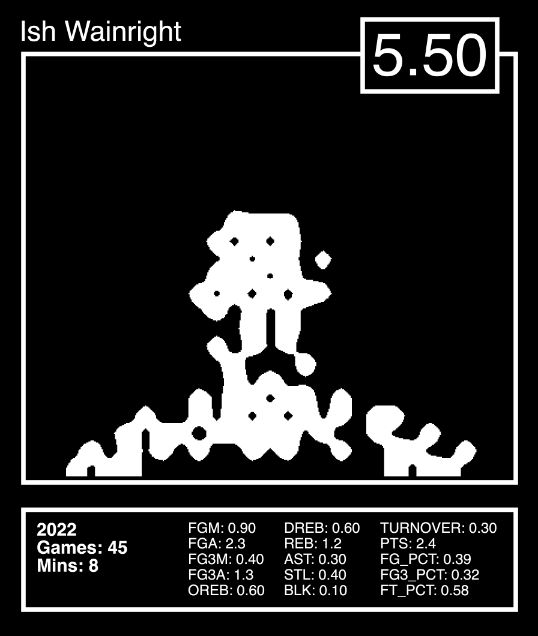 Ish Wainright
5.50
2022
Games: 45
Mins: 8
FGM: 0.90
FGA: 2.3
FG3M: 0.40
FG3A: 1.3
OREB: 0.60
DREB: 0.60
REB: 1.2
AST: 0.30
STL: 0.40
BLK: 0.10
TURNOVER: 0.30
PTS: 2.4
FG_PCT: 0.39
FG3_PCT: 0.32
FT_PCT: 0.58